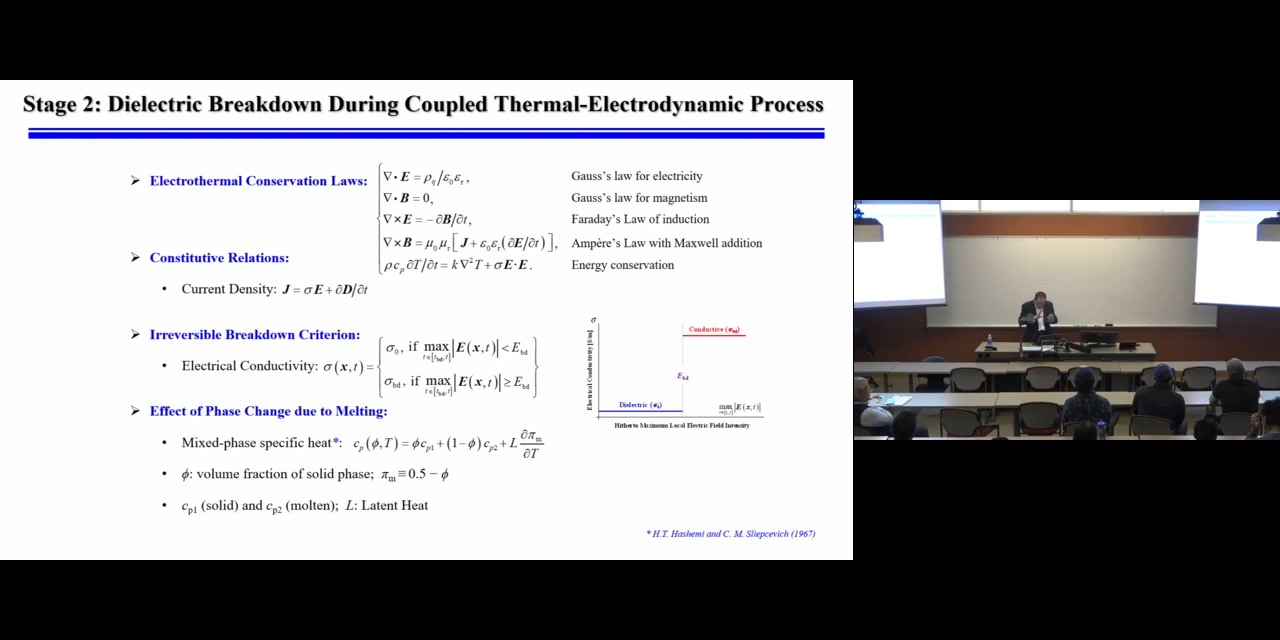 Stage 2: Dielectric Breakdown During Coupled Thermal-Electrodynamic Process
➢ Electrothermal Conservation Laws:
∇·E = ρq/ε0εr, Gauss's law for electricity
∇·B = 0, Gauss's law for magnetism
∇×E = −∂B/∂t, Faraday's Law of induction
∇×B = μ0μr[J + ε0εr(∂E/∂t)], Ampère's Law with Maxwell addition
ρcp ∂T/∂t = k∇²T + σE·E. Energy conservation
➢ Constitutive Relations:
• Current Density: J = σE + ∂D/∂t
➢ Irreversible Breakdown Criterion:
• Electrical Conductivity: σ(x,t) =
σ0, if max t∈[tbd,t] |E(x,t)| < Ebd
σbd, if max t∈[tbd,t] |E(x,t)| ≥ Ebd
➢ Effect of Phase Change due to Melting:
• Mixed-phase specific heat*: cp(ϕ,T) = ϕcp1 + (1−ϕ)cp2 + L ∂πm/∂T
• ϕ: volume fraction of solid phase; πm ≡ 0.5 − ϕ
• cp1 (solid) and cp2 (molten); L: Latent Heat
σ
Electrical Conductivity [S/m]
Conductive (σbd)
Ebd
Dielectric (σ0)
max |E(x,t)|
Hitherto Maximum Local Electric Field Intensity
* H.T. Hashemi and C. M. Sliepcevich (1967)